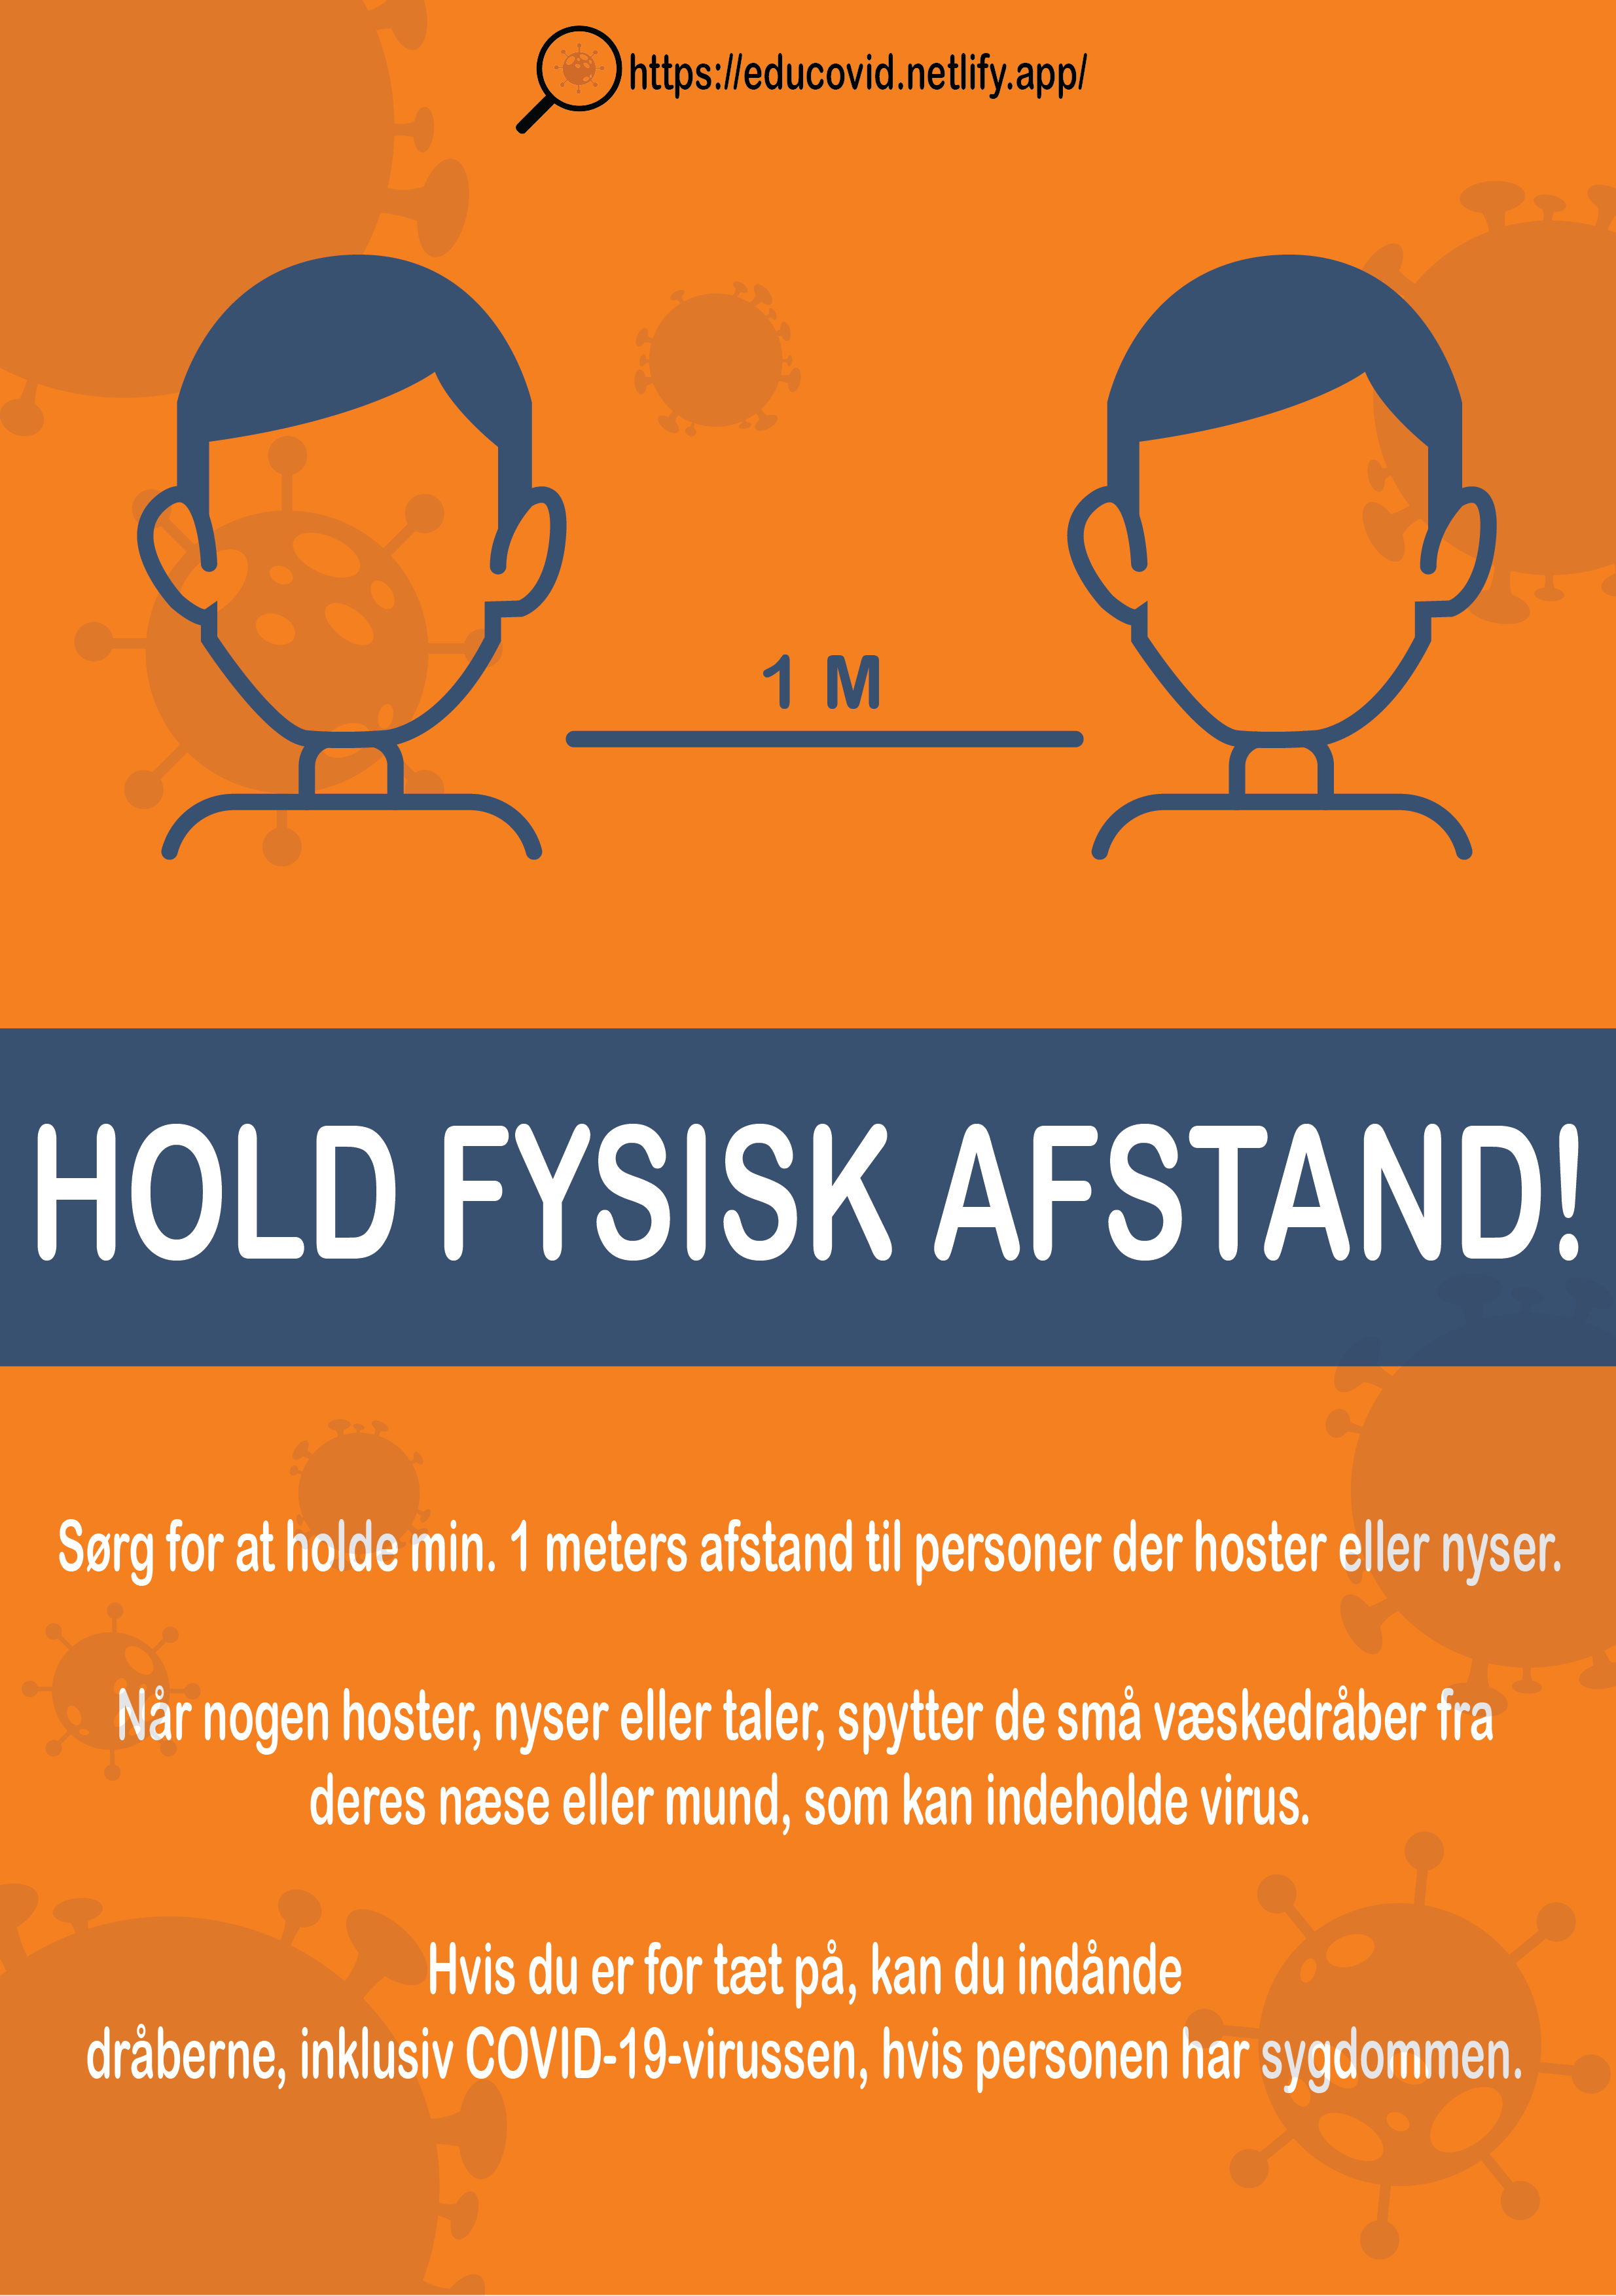 https://educovid.netlify.app/
1 M
HOLD FYSISK AFSTAND!
Sørg for at holde min. 1 meters afstand til personer der hoster eller nyser.
Når nogen hoster, nyser eller taler, spytter de små væskedråber fra
deres næse eller mund, som kan indeholde virus.
Hvis du er for tæt på, kan du indånde
dråberne, inklusiv COVID-19-virussen, hvis personen har sygdommen.